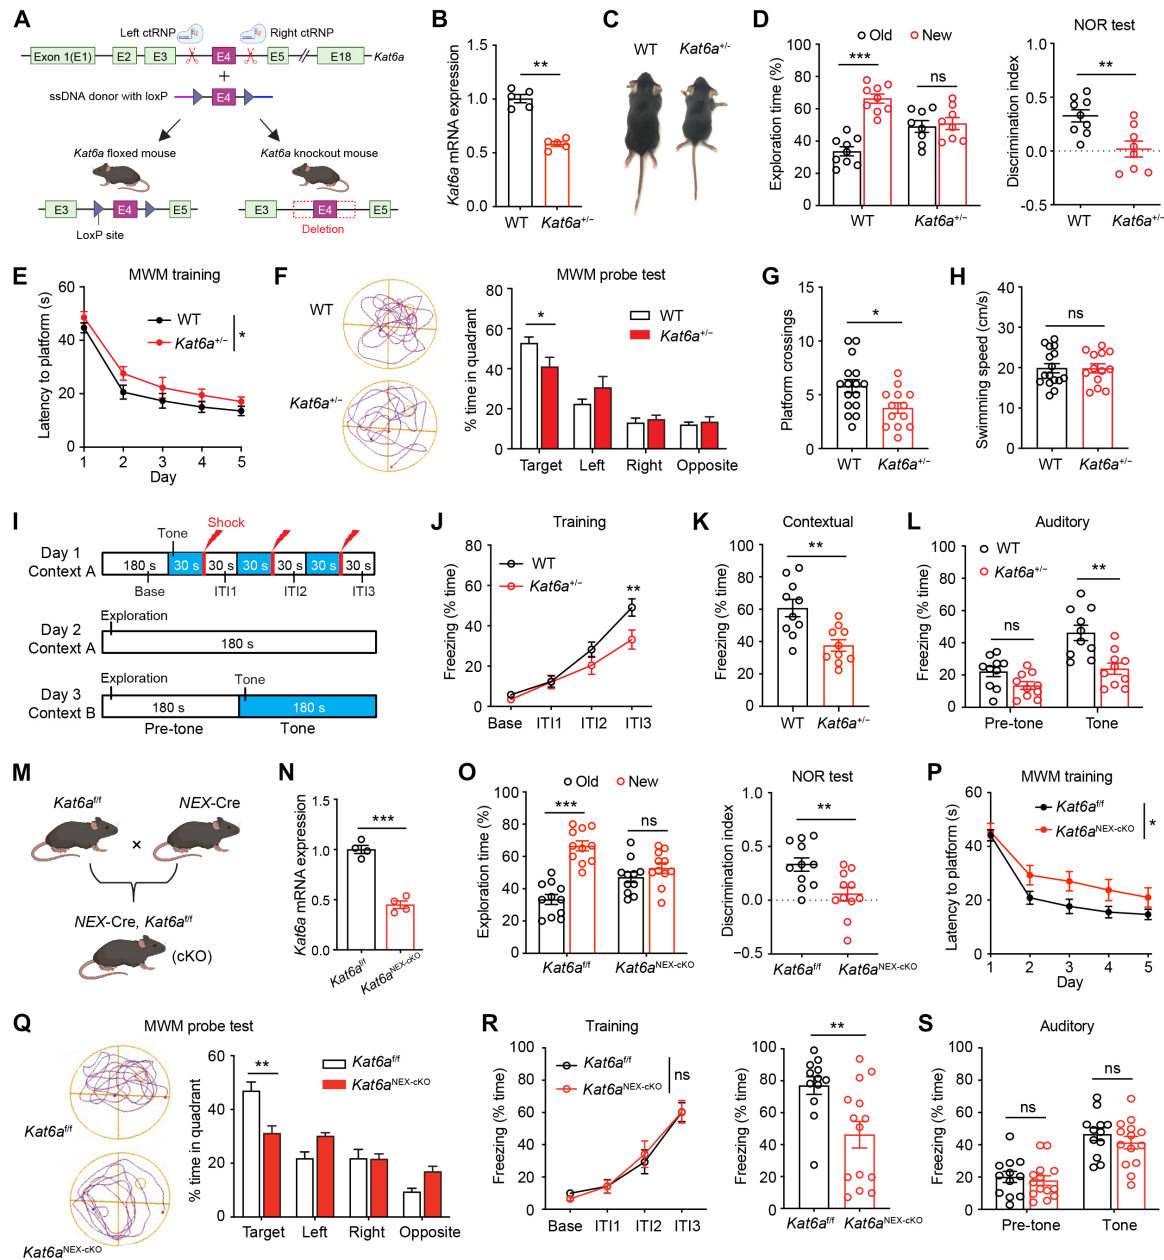 A
Left ctRNP
Right ctRNP
Exon 1(E1)
E2
E3
E4
E5
E18
Kat6a
+
ssDNA donor with loxP
E4
Kat6a floxed mouse
Kat6a knockout mouse
E3
E4
E5
E3
E4
E5
LoxP site
Deletion
B
Kat6a mRNA expression
1.5
1.0
0.5
0.0
**
WT
Kat6a+/−
C
WT
Kat6a+/−
D
Old
New
Exploration time (%)
100
80
60
40
20
0
***
ns
WT
Kat6a+/−
NOR test
Discrimination index
1.0
0.5
0.0
-0.5
**
WT
Kat6a+/−
E
MWM training
Latency to platform (s)
60
40
20
0
WT
Kat6a+/−
*
1
2
3
4
5
Day
F
WT
Kat6a+/−
MWM probe test
% time in quadrant
80
60
40
20
0
*
WT
Kat6a+/−
Target
Left
Right
Opposite
G
Platform crossings
15
10
5
0
*
WT
Kat6a+/−
H
Swimming speed (cm/s)
40
30
20
10
0
ns
WT
Kat6a+/−
I
Shock
Tone
Day 1
Context A
180 s
30 s
30 s
30 s
30 s
30 s
30 s
Base
ITI1
ITI2
ITI3
Exploration
Day 2
Context A
180 s
Exploration
Tone
Day 3
Context B
180 s
180 s
Pre-tone
Tone
J
Training
Freezing (% time)
80
60
40
20
0
WT
Kat6a+/−
**
Base
ITI1
ITI2
ITI3
K
Contextual
Freezing (% time)
100
80
60
40
20
0
**
WT
Kat6a+/−
L
Auditory
Freezing (% time)
100
80
60
40
20
0
WT
Kat6a+/−
ns
**
Pre-tone
Tone
M
Kat6af/f
NEX-Cre
×
NEX-Cre, Kat6af/f
(cKO)
N
Kat6a mRNA expression
1.5
1.0
0.5
0.0
***
Kat6af/f
Kat6aNEX-cKO
O
Old
New
Exploration time (%)
100
80
60
40
20
0
***
ns
Kat6af/f
Kat6aNEX-cKO
NOR test
Discrimination index
1.0
0.5
0.0
−0.5
**
Kat6af/f
Kat6aNEX-cKO
P
MWM training
Latency to platform (s)
60
40
20
0
Kat6af/f
Kat6aNEX-cKO
*
1
2
3
4
5
Day
Q
MWM probe test
Kat6af/f
Kat6aNEX-cKO
% time in quadrant
60
40
20
0
**
Kat6af/f
Kat6aNEX-cKO
Target
Left
Right
Opposite
R
Training
Freezing (% time)
100
80
60
40
20
0
Kat6af/f
Kat6aNEX-cKO
ns
Base
ITI1
ITI2
ITI3
Freezing (% time)
100
80
60
40
20
0
**
Kat6af/f
Kat6aNEX-cKO
S
Auditory
Freezing (% time)
100
80
60
40
20
0
ns
ns
Pre-tone
Tone